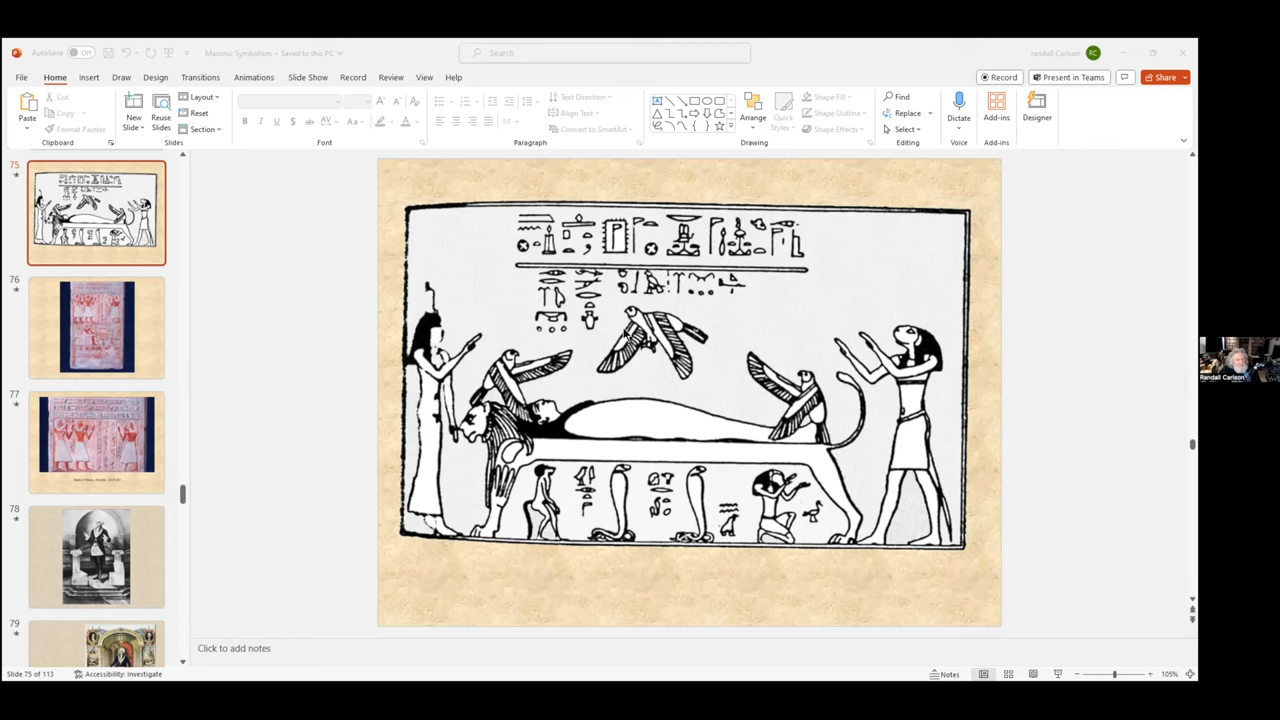 AutoSave Off Masonic Symbolism • Saved to this PC Search randall Carlson RC
File Home Insert Draw Design Transitions Animations Slide Show Record Review View Help Record Present in Teams Share
Paste Cut Copy Format Painter New Slide Reuse Slides Layout Reset Section
B I U S ab AV Aa A
Text Direction Align Text Convert to SmartArt
Arrange Quick Styles Shape Fill Shape Outline Shape Effects
Find Replace Select Dictate Add-ins Designer
Clipboard Slides Font Paragraph Drawing Editing Voice Add-ins
75
76
77
78
79
Randall Carlson
Click to add notes
Slide 75 of 113 Accessibility: Investigate Notes 105%